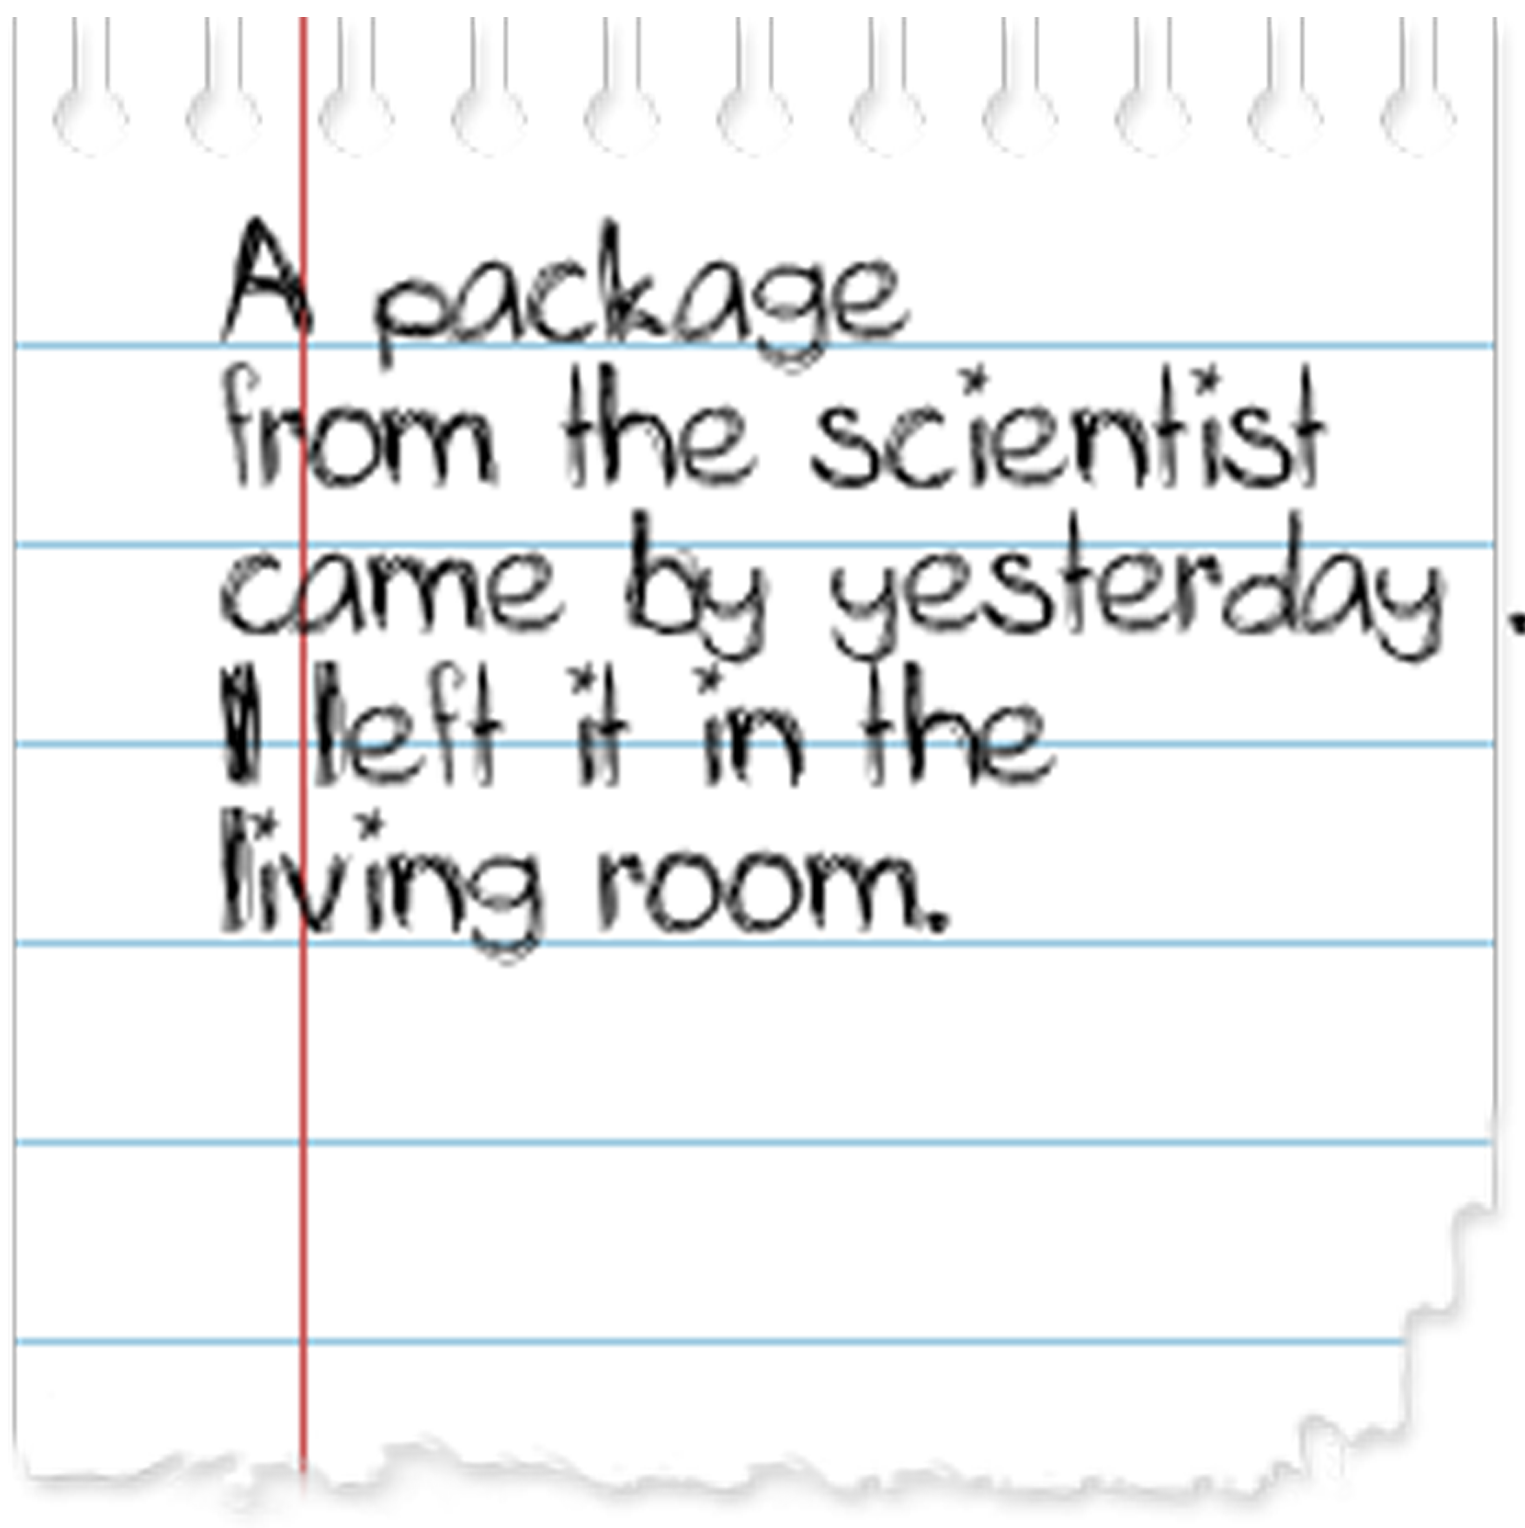 A package
from the scientist
came by yesterday .
I left it in the
living room.